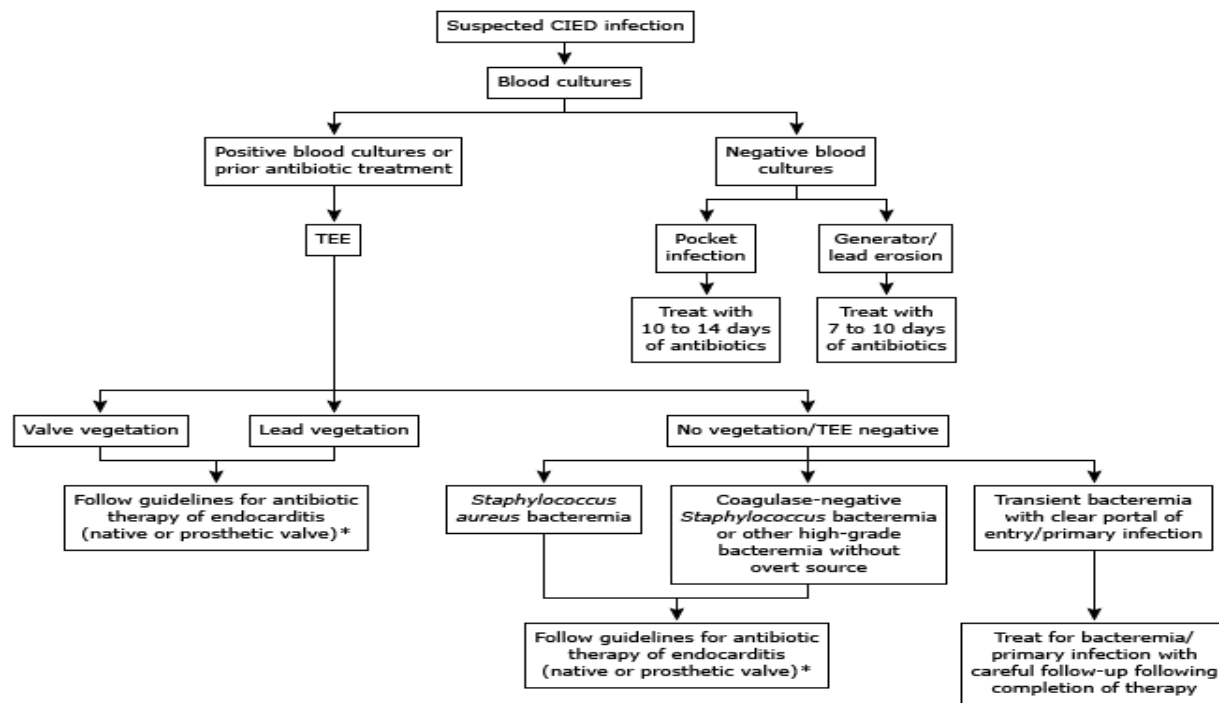 Suspected CIED infection
Blood cultures
Positive blood cultures or
prior antibiotic treatment
Negative blood
cultures
TEE
Pocket
infection
Generator/
lead erosion
Treat with
10 to 14 days
of antibiotics
Treat with
7 to 10 days
of antibiotics
Valve vegetation
Lead vegetation
No vegetation/TEE negative
Follow guidelines for antibiotic
therapy of endocarditis
(native or prosthetic valve)*
Staphylococcus
aureus bacteremia
Coagulase-negative
Staphylococcus bacteremia
or other high-grade
bacteremia without
overt source
Transient bacteremia
with clear portal of
entry/primary infection
Follow guidelines for antibiotic
therapy of endocarditis
(native or prosthetic valve)*
Treat for bacteremia/
primary infection with
careful follow-up following
completion of therapy